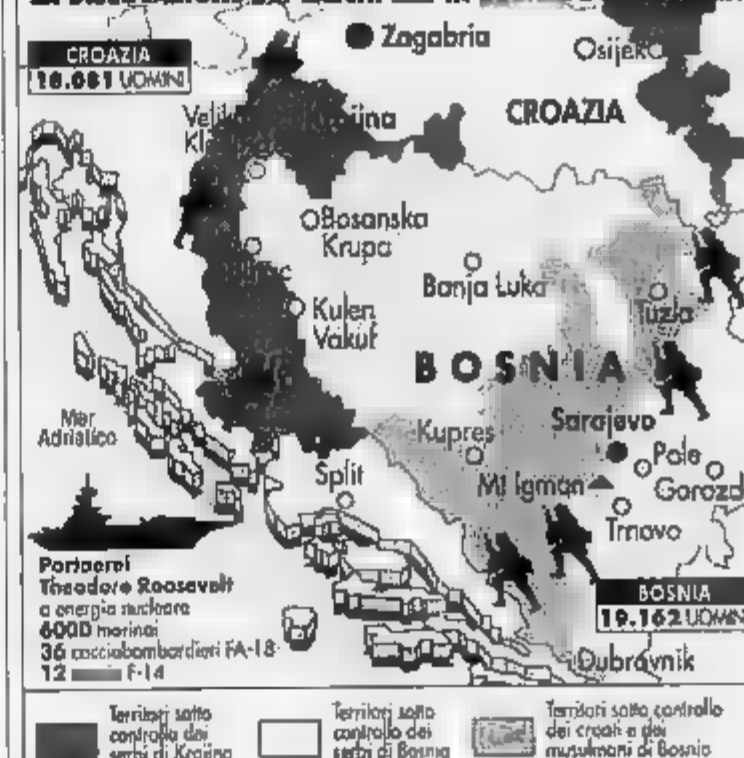 CROAZIA
16.081 UOMINI
Zagabria
Osijek
CROAZIA
Bosanska
Krupa
Banja Luka
Kulen
Vakuf
Tuzla
BOSNIA
Mar
Adriatico
Kupres
Sarajevo
Split
Mt Igman
Pale
Gorazd
Trnovo
Portaerei
Theodore Roosevelt
a energia nucleare
6000 marinai
36 cacciabombardieri FA-18
12 F-14
BOSNIA
19.162 UOMINI
Dubrovnik
Territori sotto
controllo dei
serbi di Krajina
Territori sotto
controllo dei
serbi di Bosnia
Territori sotto controllo
dei croati e dei
musulmani di Bosnia